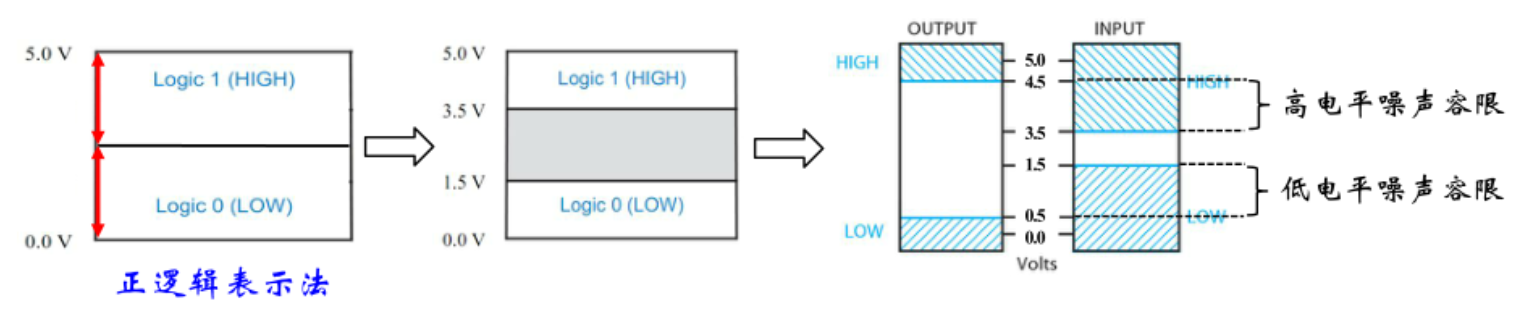 5.0 V
Logic 1 (HIGH)
Logic 0 (LOW)
0.0 V
正逻辑表示法
5.0 V
Logic 1 (HIGH)
3.5 V
1.5 V
Logic 0 (LOW)
0.0 V
OUTPUT
INPUT
HIGH
5.0
4.5
HIGH
高电平噪声容限
3.5
1.5
低电平噪声容限
0.5
LOW
LOW
0.0
Volts